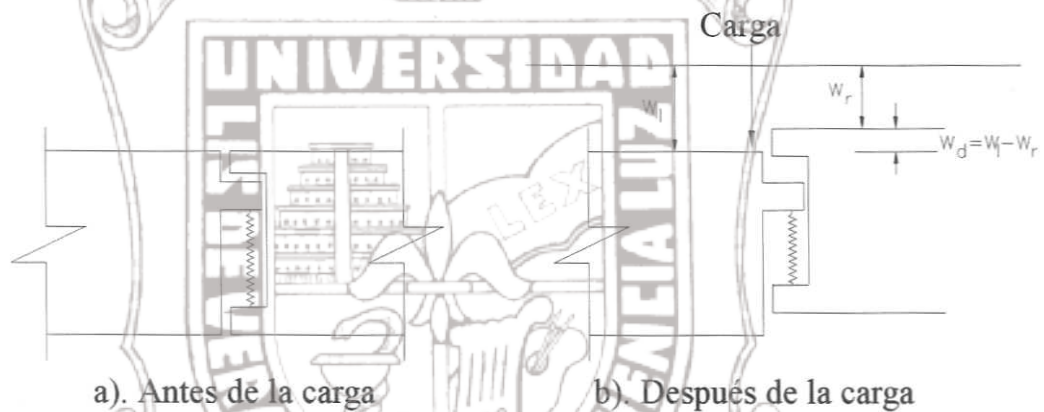 Carga
UNIVERSIDAD
W_l
W_r
W_d=W_l-W_r
LEX
a). Antes de la carga
b). Después de la carga